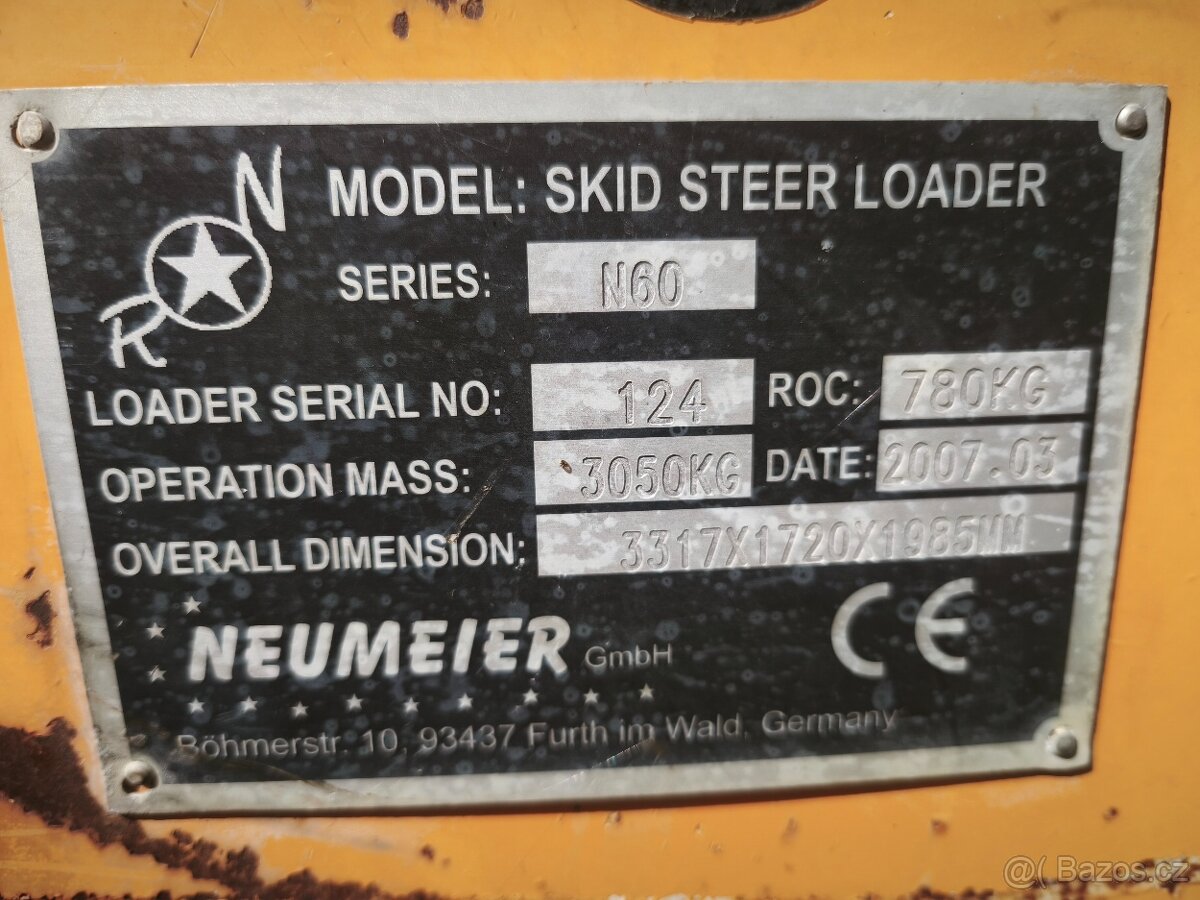 R N
MODEL: SKID STEER LOADER
SERIES: N60
LOADER SERIAL NO: 124 ROC: 780KG
OPERATION MASS: 3050KG DATE: 2007.03
OVERALL DIMENSION: 3317X1720X1985MM
NEUMEIER GmbH CE
Böhmerstr. 10, 93437 Furth im Wald, Germany
@( Bazos.cz